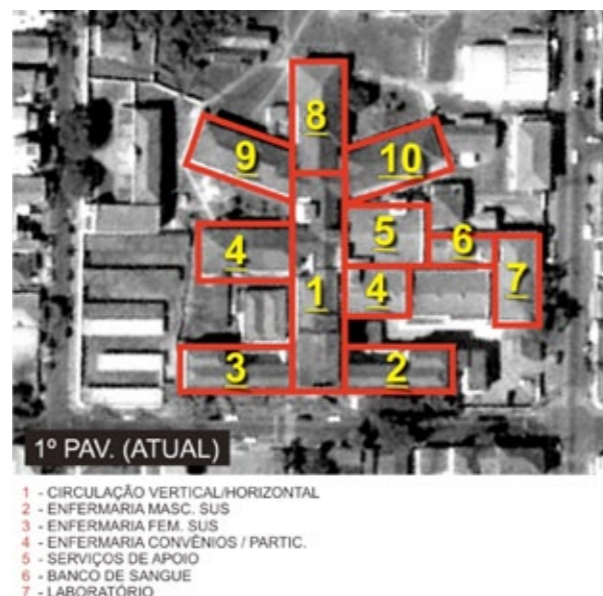 8
9
10
4
5
6
7
4
1
3
2
1º PAV. (ATUAL)
1 - CIRCULAÇÃO VERTICAL/HORIZONTAL
2 - ENFERMARIA MASC. SUS
3 - ENFERMARIA FEM. SUS
4 - ENFERMARIA CONVÊNIOS / PARTIC.
5 - SERVIÇOS DE APOIO
6 - BANCO DE SANGUE
7 - LABORATÓRIO